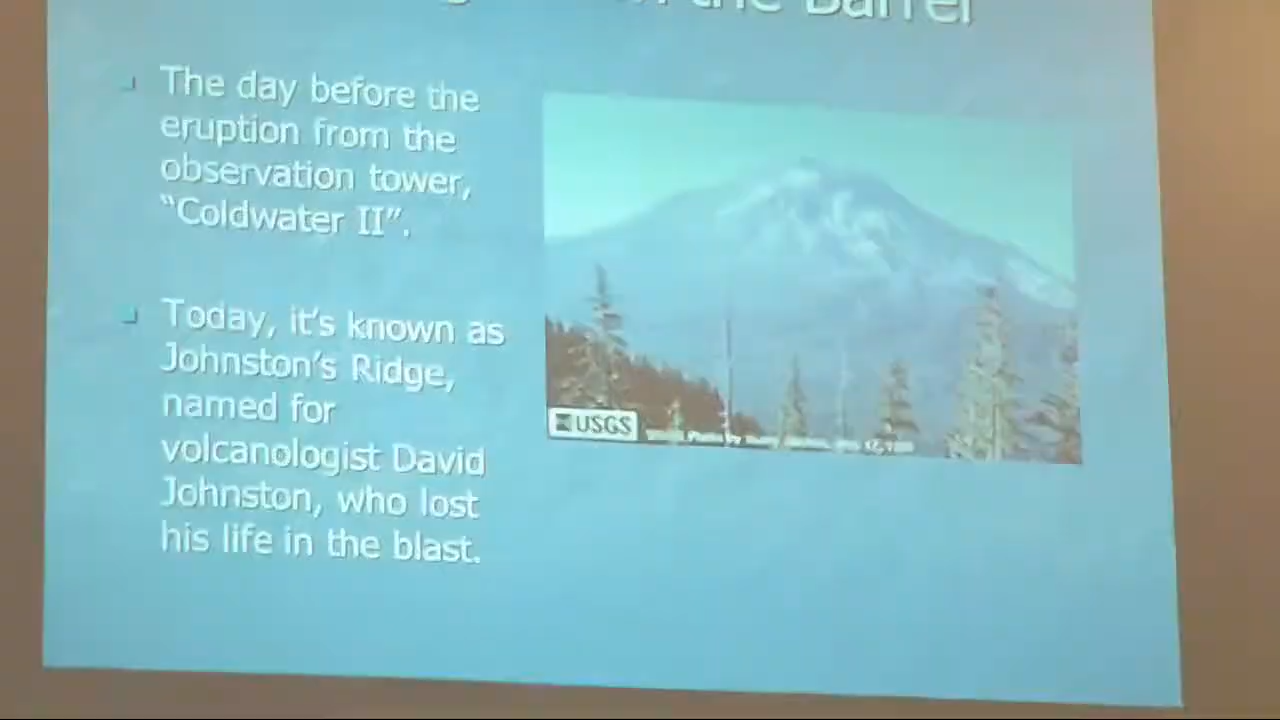 the Barrel
The day before the
eruption from the
observation tower,
“Coldwater II”.
Today, it’s known as
Johnston’s Ridge,
named for
volcanologist David
Johnston, who lost
his life in the blast.
USGS